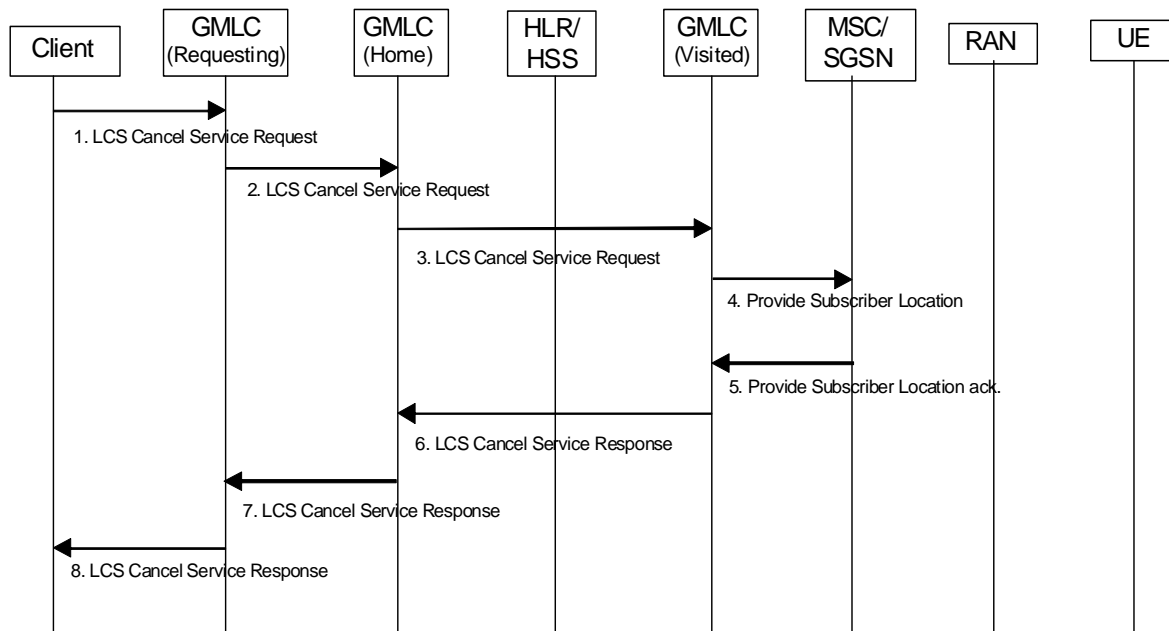 Client
GMLC
(Requesting)
GMLC
(Home)
HLR/
HSS
GMLC
(Visited)
MSC/
SGSN
RAN
UE
1. LCS Cancel Service Request
2. LCS Cancel Service Request
3. LCS Cancel Service Request
4. Provide Subscriber Location
5. Provide Subscriber Location ack.
6. LCS Cancel Service Response
7. LCS Cancel Service Response
8. LCS Cancel Service Response